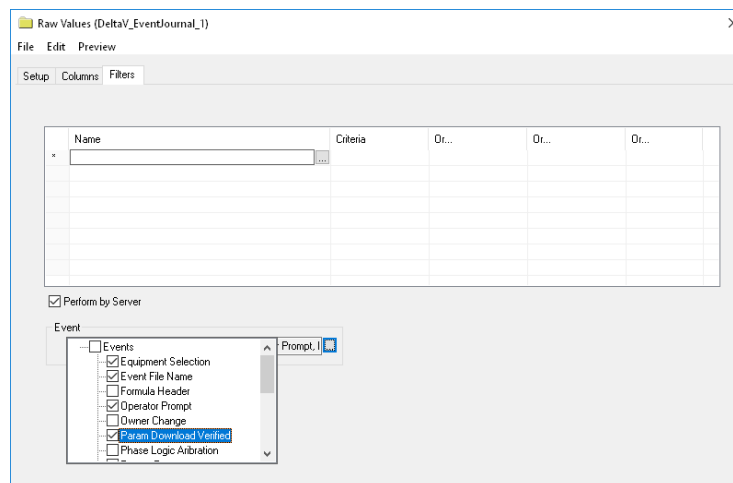 Raw Values (DeltaV_EventJournal_1)
File Edit Preview
Setup Columns Filters
Name Criteria Or... Or... Or...
*
...
Perform by Server
Event
Events
Prompt, I ...
Equipment Selection
Event File Name
Formula Header
Operator Prompt
Owner Change
Param Download Verified
Phase Logic Aribration